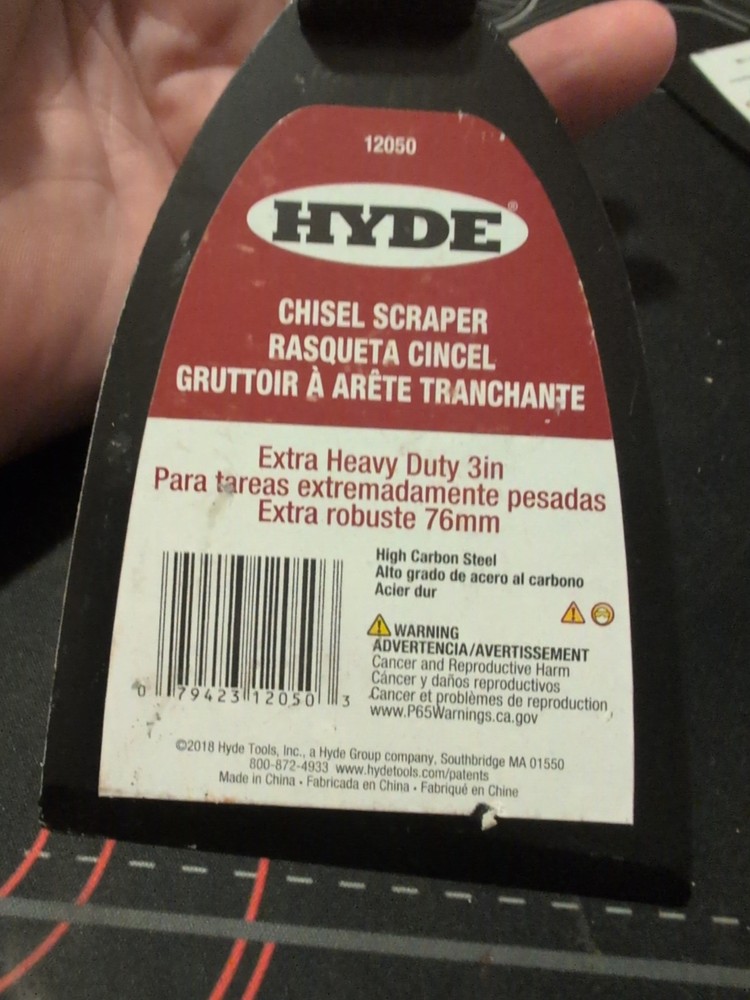 12050
HYDE®
CHISEL SCRAPER
RASQUETA CINCEL
GRUTTOIR À ARÊTE TRANCHANTE
Extra Heavy Duty 3in
Para tareas extremadamente pesadas
Extra robuste 76mm
High Carbon Steel
Alto grado de acero al carbono
Acier dur
WARNING
ADVERTENCIA/AVERTISSEMENT
Cancer and Reproductive Harm
Cáncer y daños reproductivos
Cancer et problèmes de reproduction
www.P65Warnings.ca.gov
0 79423 12050 3
©2018 Hyde Tools, Inc., a Hyde Group company, Southbridge MA 01550
800-872-4933 www.hydetools.com/patents
Made in China • Fabricada en China • Fabriqué en Chine